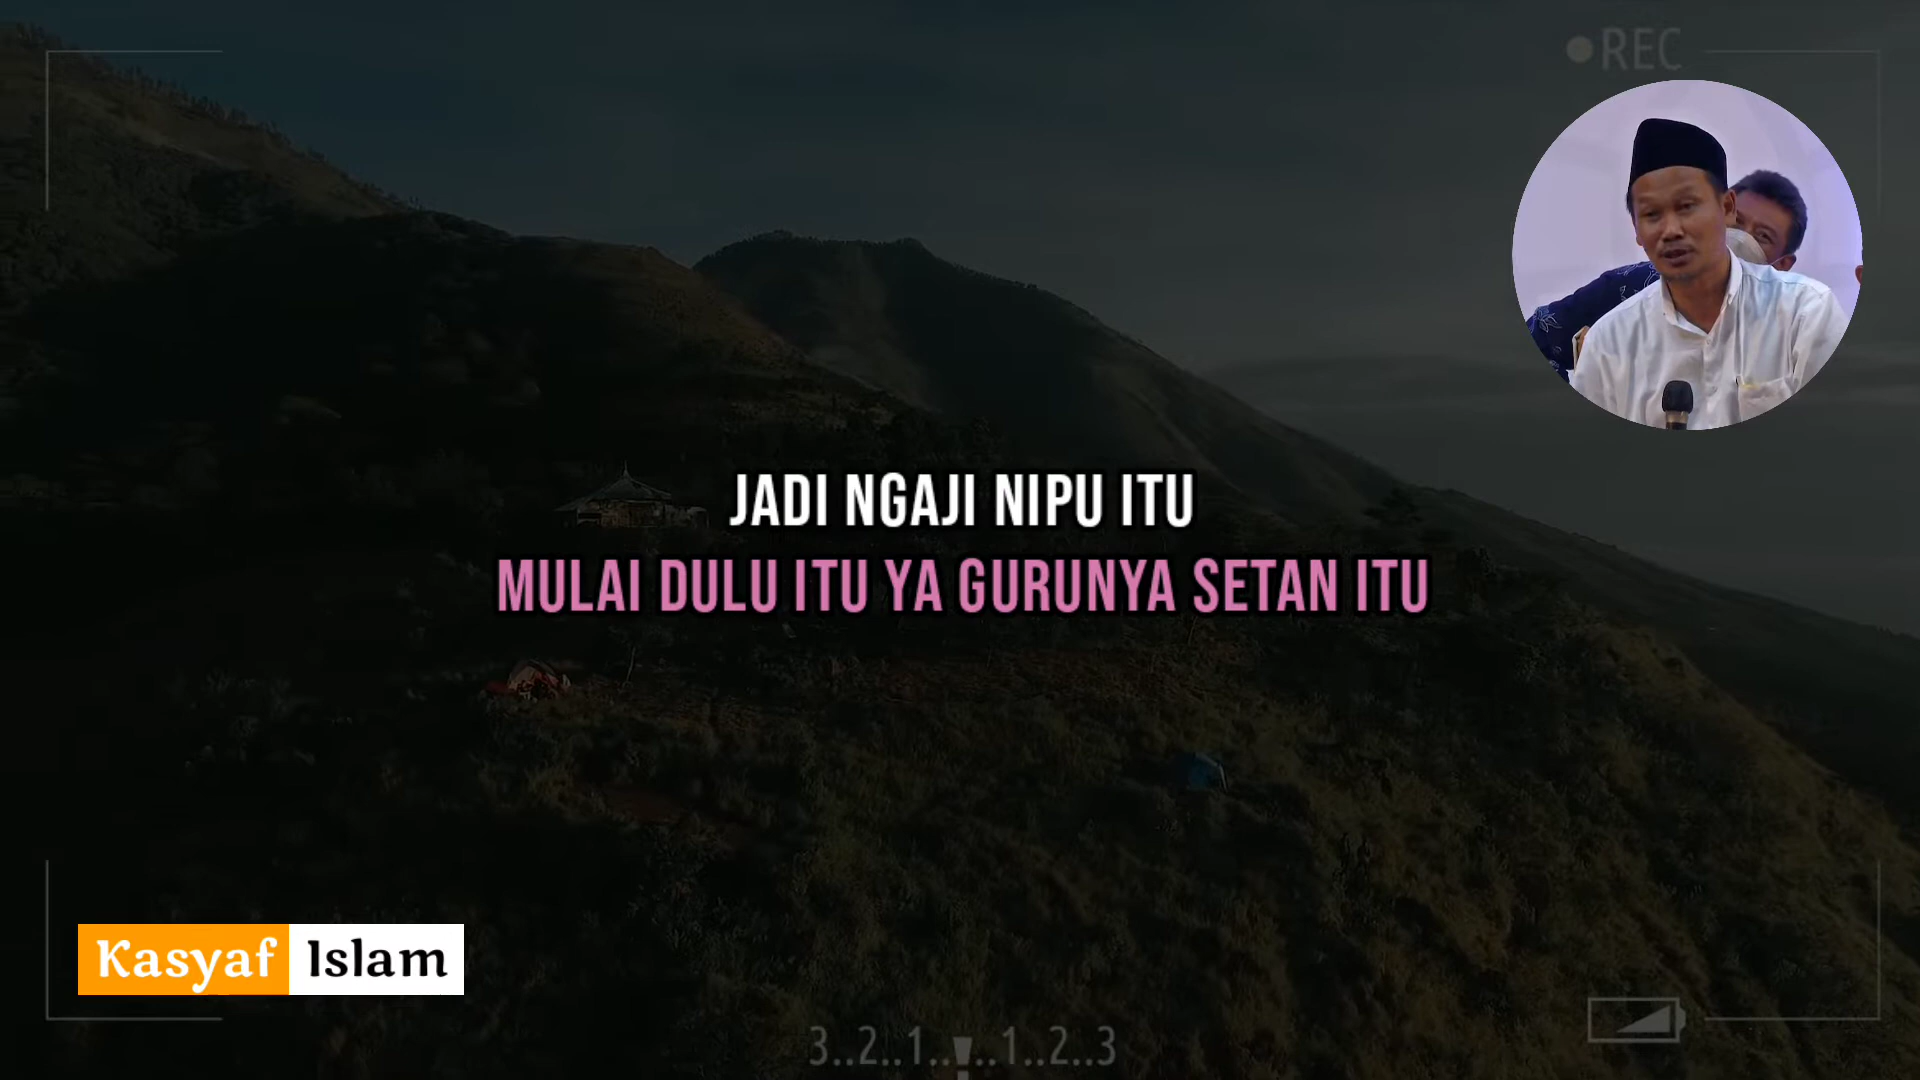 REC
JADI NGAJI NIPU ITU
MULAI DULU ITU YA GURUNYA SETAN ITU
Kasyaf Islam
3..2..1..▼..1..2..3